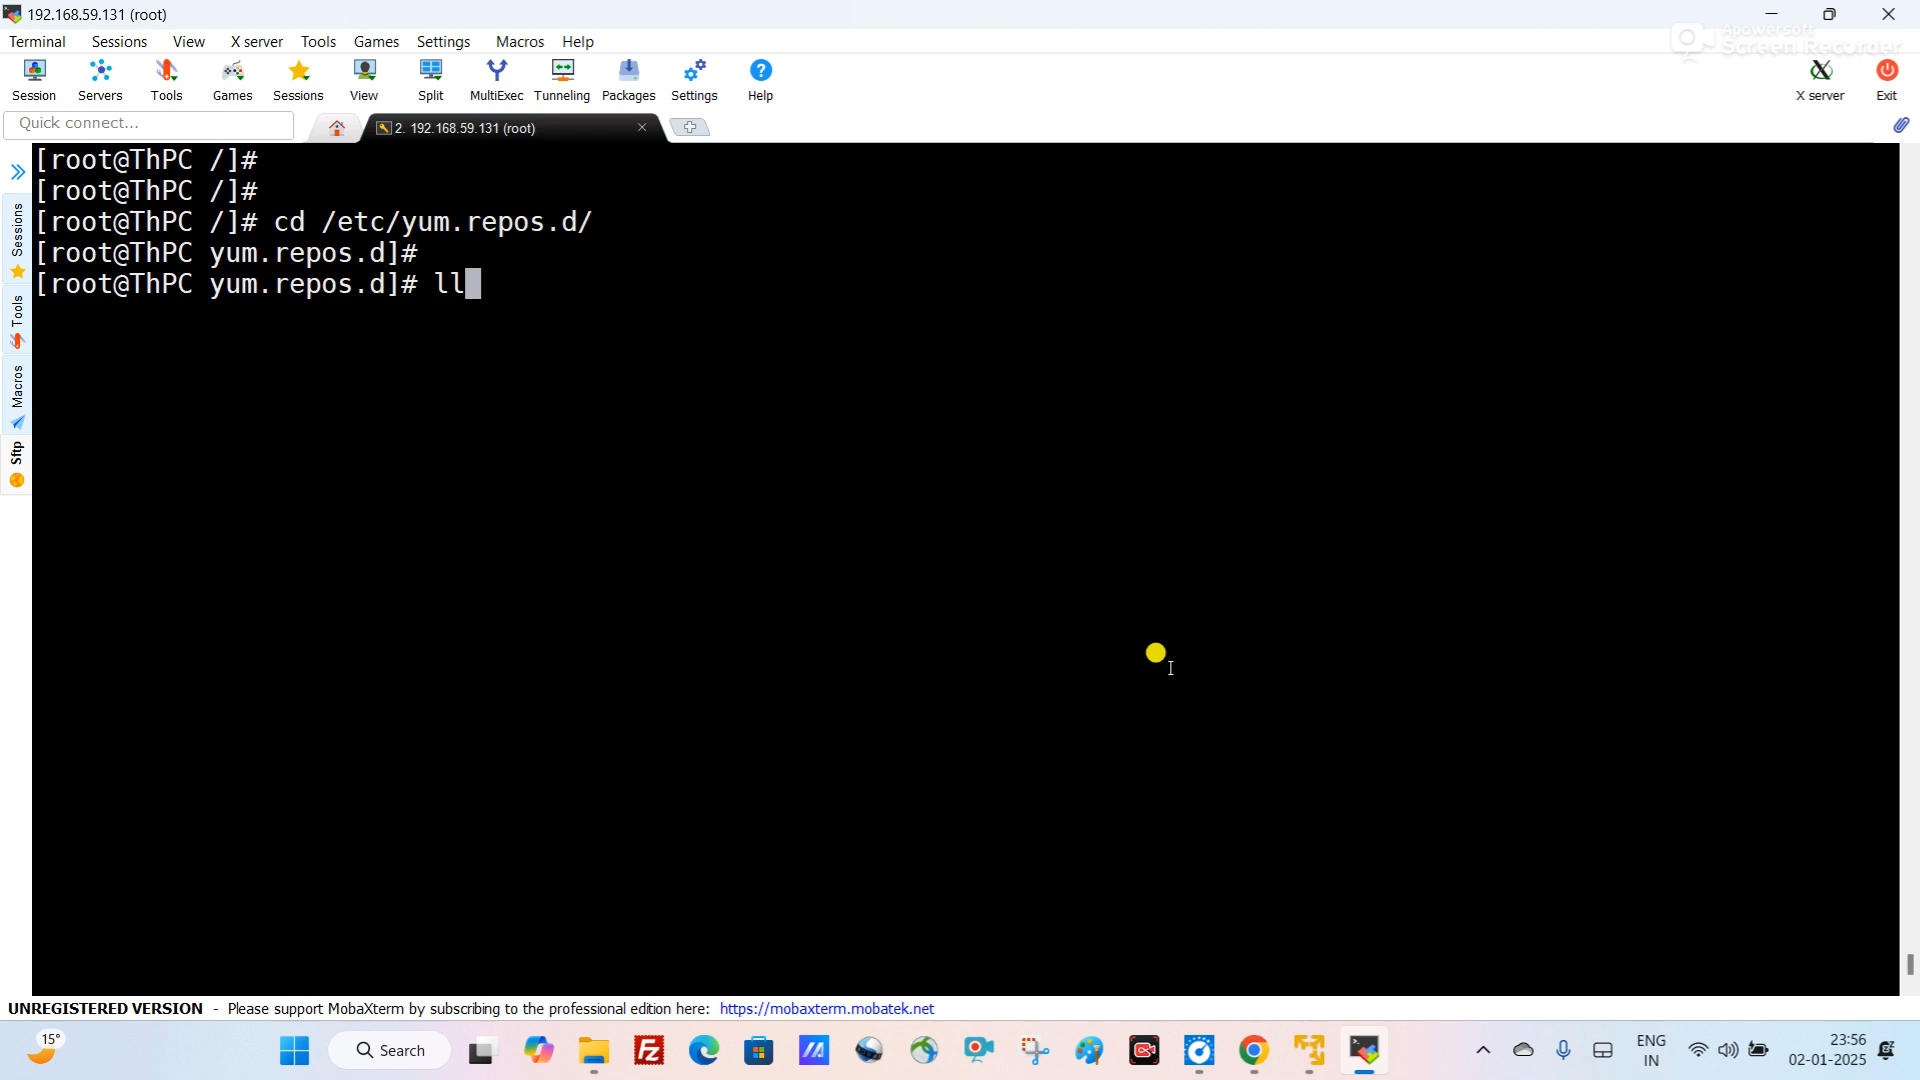 192.168.59.131 (root)
Terminal Sessions View X server Tools Games Settings Macros Help
Apowersoft
Screen Recorder
Session Servers Tools Games Sessions View Split MultiExec Tunneling Packages Settings Help X server Exit
Quick connect...
2. 192.168.59.131 (root)
[root@ThPC /]#
[root@ThPC /]#
[root@ThPC /]# cd /etc/yum.repos.d/
[root@ThPC yum.repos.d]#
[root@ThPC yum.repos.d]# ll
Sessions
Tools
Macros
Sftp
UNREGISTERED VERSION - Please support MobaXterm by subscribing to the professional edition here: https://mobaxterm.mobatek.net
15°
Search
ENG
IN
23:56
02-01-2025